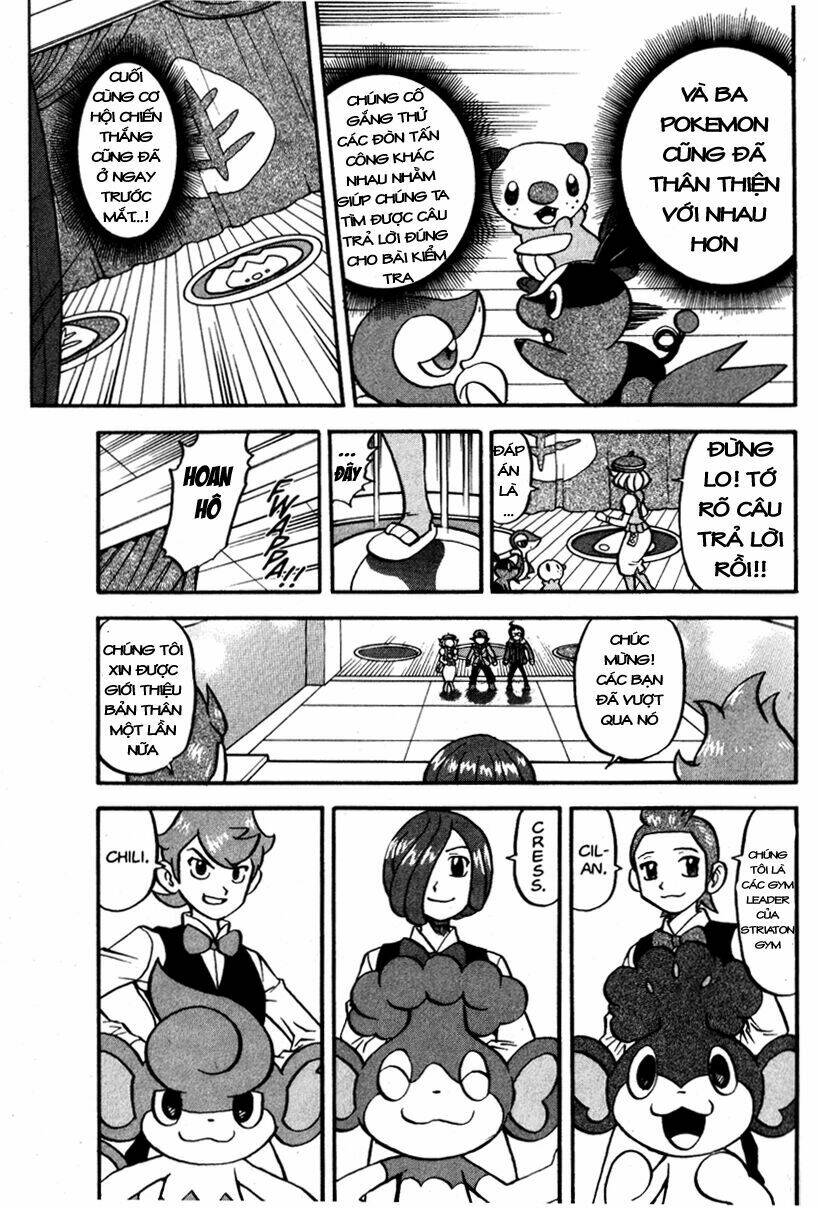 VÀ BA
POKEMON
CŨNG ĐÃ
THÂN THIỆN
VỚI NHAU
HƠN
CHÚNG CỐ
GẮNG THỬ
CÁC ĐÒN TẤN
CÔNG KHÁC
NHAU NHẰM
GIÚP CHÚNG TA
TÌM ĐƯỢC CÂU
TRẢ LỜI ĐÚNG
CHO BÀI KIỂM
TRA
CUỐI
CÙNG CƠ
HỘI CHIẾN
THẮNG
CŨNG ĐÃ
Ở NGAY
TRƯỚC
MẮT..!
ĐỪNG
LO! TỚ
RÕ CÂU
TRẢ LỜI
RỒI!!
ĐÁP
ÁN
LÀ
...
...
ĐÂY
HOAN
HÔ
FWAPPA!!
CHÚC
MỪNG!
CÁC BẠN
ĐÃ VƯỢT
QUA NÓ
CHÚNG TÔI
XIN ĐƯỢC
GIỚI THIỆU
BẢN THÂN
MỘT LẦN
NỮA
CHÚNG
TÔI LÀ
CÁC GYM
LEADER
CỦA
STRIATON
GYM
CIL-
AN.
CRESS.
CHILI.